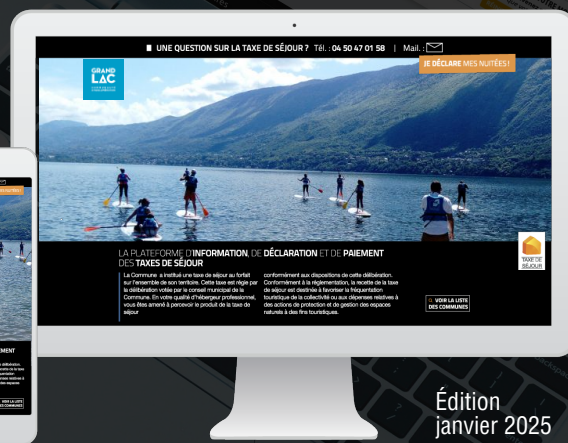 UNE QUESTION SUR LA TAXE DE SÉJOUR ? Tél. : 04 50 47 01 58 | Mail. :
JE DÉCLARE MES NUITÉES !
GRAND
LAC
LA PLATEFORME D'INFORMATION, DE DÉCLARATION ET DE PAIEMENT
DES TAXES DE SÉJOUR
La Commune a institué une taxe de séjour au forfait
sur l'ensemble de son territoire. Cette taxe est régie par
la délibération votée par le conseil municipal de la
Commune. En votre qualité d'hébergeur professionnel,
vous êtes amené à percevoir le produit de la taxe de
séjour
conformément aux dispositions de cette délibération.
Conformément à la réglementation, la recette de la taxe
de séjour est destinée à favoriser la fréquentation
touristique de la collectivité ou aux dépenses relatives à
des actions de protection et de gestion des espaces
naturels à des fins touristiques.
TAXE DE
SÉJOUR
VOIR LA LISTE
DES COMMUNES
VOIR LA LISTE
DES COMMUNES
Édition
janvier 2025